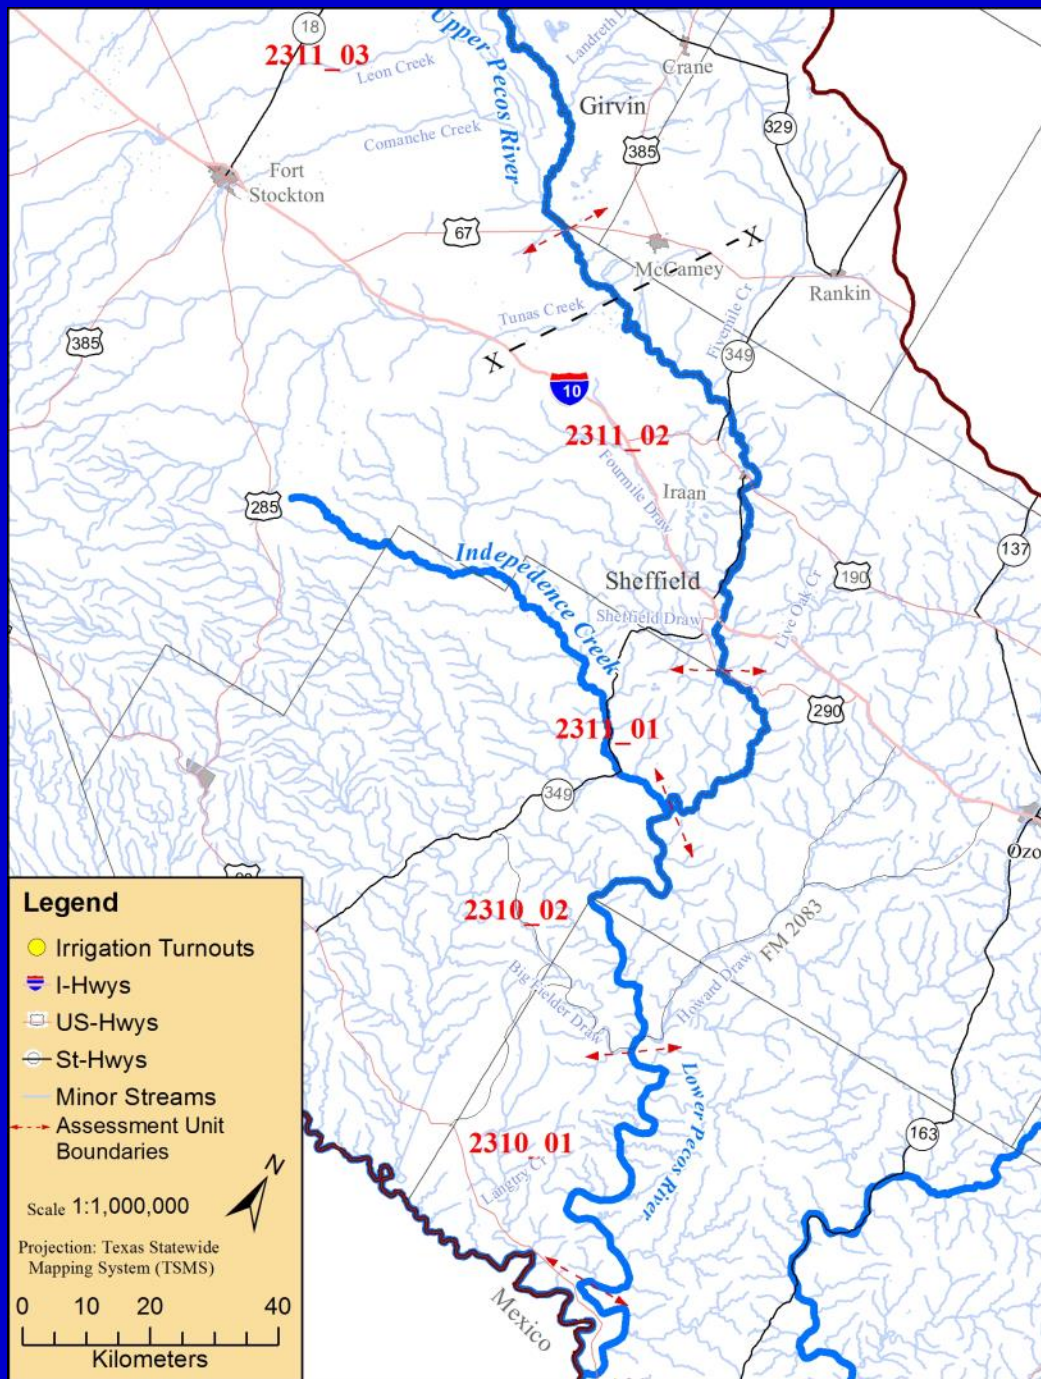 18
2311_03
Upper Pecos River
Leon Creek
Comanche Creek
Crane
Girvin
329
385
Fort
Stockton
67
X
McCamey
Rankin
Tunas Creek
Fivemile Cr
385
349
X
10
2311_02
Fourmile Draw
Iraan
285
137
Indepedence Creek
Sheffield
190
Sheffield Draw
Live Oak Cr
2311_01
290
349
Ozo
2310_02
FM 2083
Big Fielder Draw
Howard Draw
Lower Pecos River
163
2310_01
Langtry Cr
Mexico
Legend
Irrigation Turnouts
I-Hwys
US-Hwys
St-Hwys
Minor Streams
Assessment Unit
Boundaries
N
Scale 1:1,000,000
Projection: Texas Statewide
Mapping System (TSMS)
0 10 20 40
Kilometers